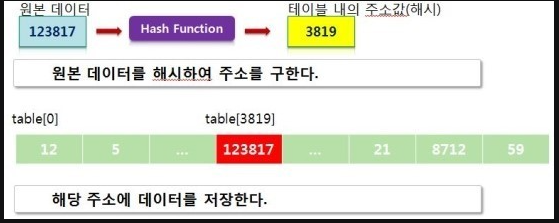 원본 데이터
테이블 내의 주소값(해시)
123817
Hash Function
3819
원본 데이터를 해시하여 주소를 구한다.
table[0]
table[3819]
12 5 ... 123817 ... 21 8712 59
해당 주소에 데이터를 저장한다.